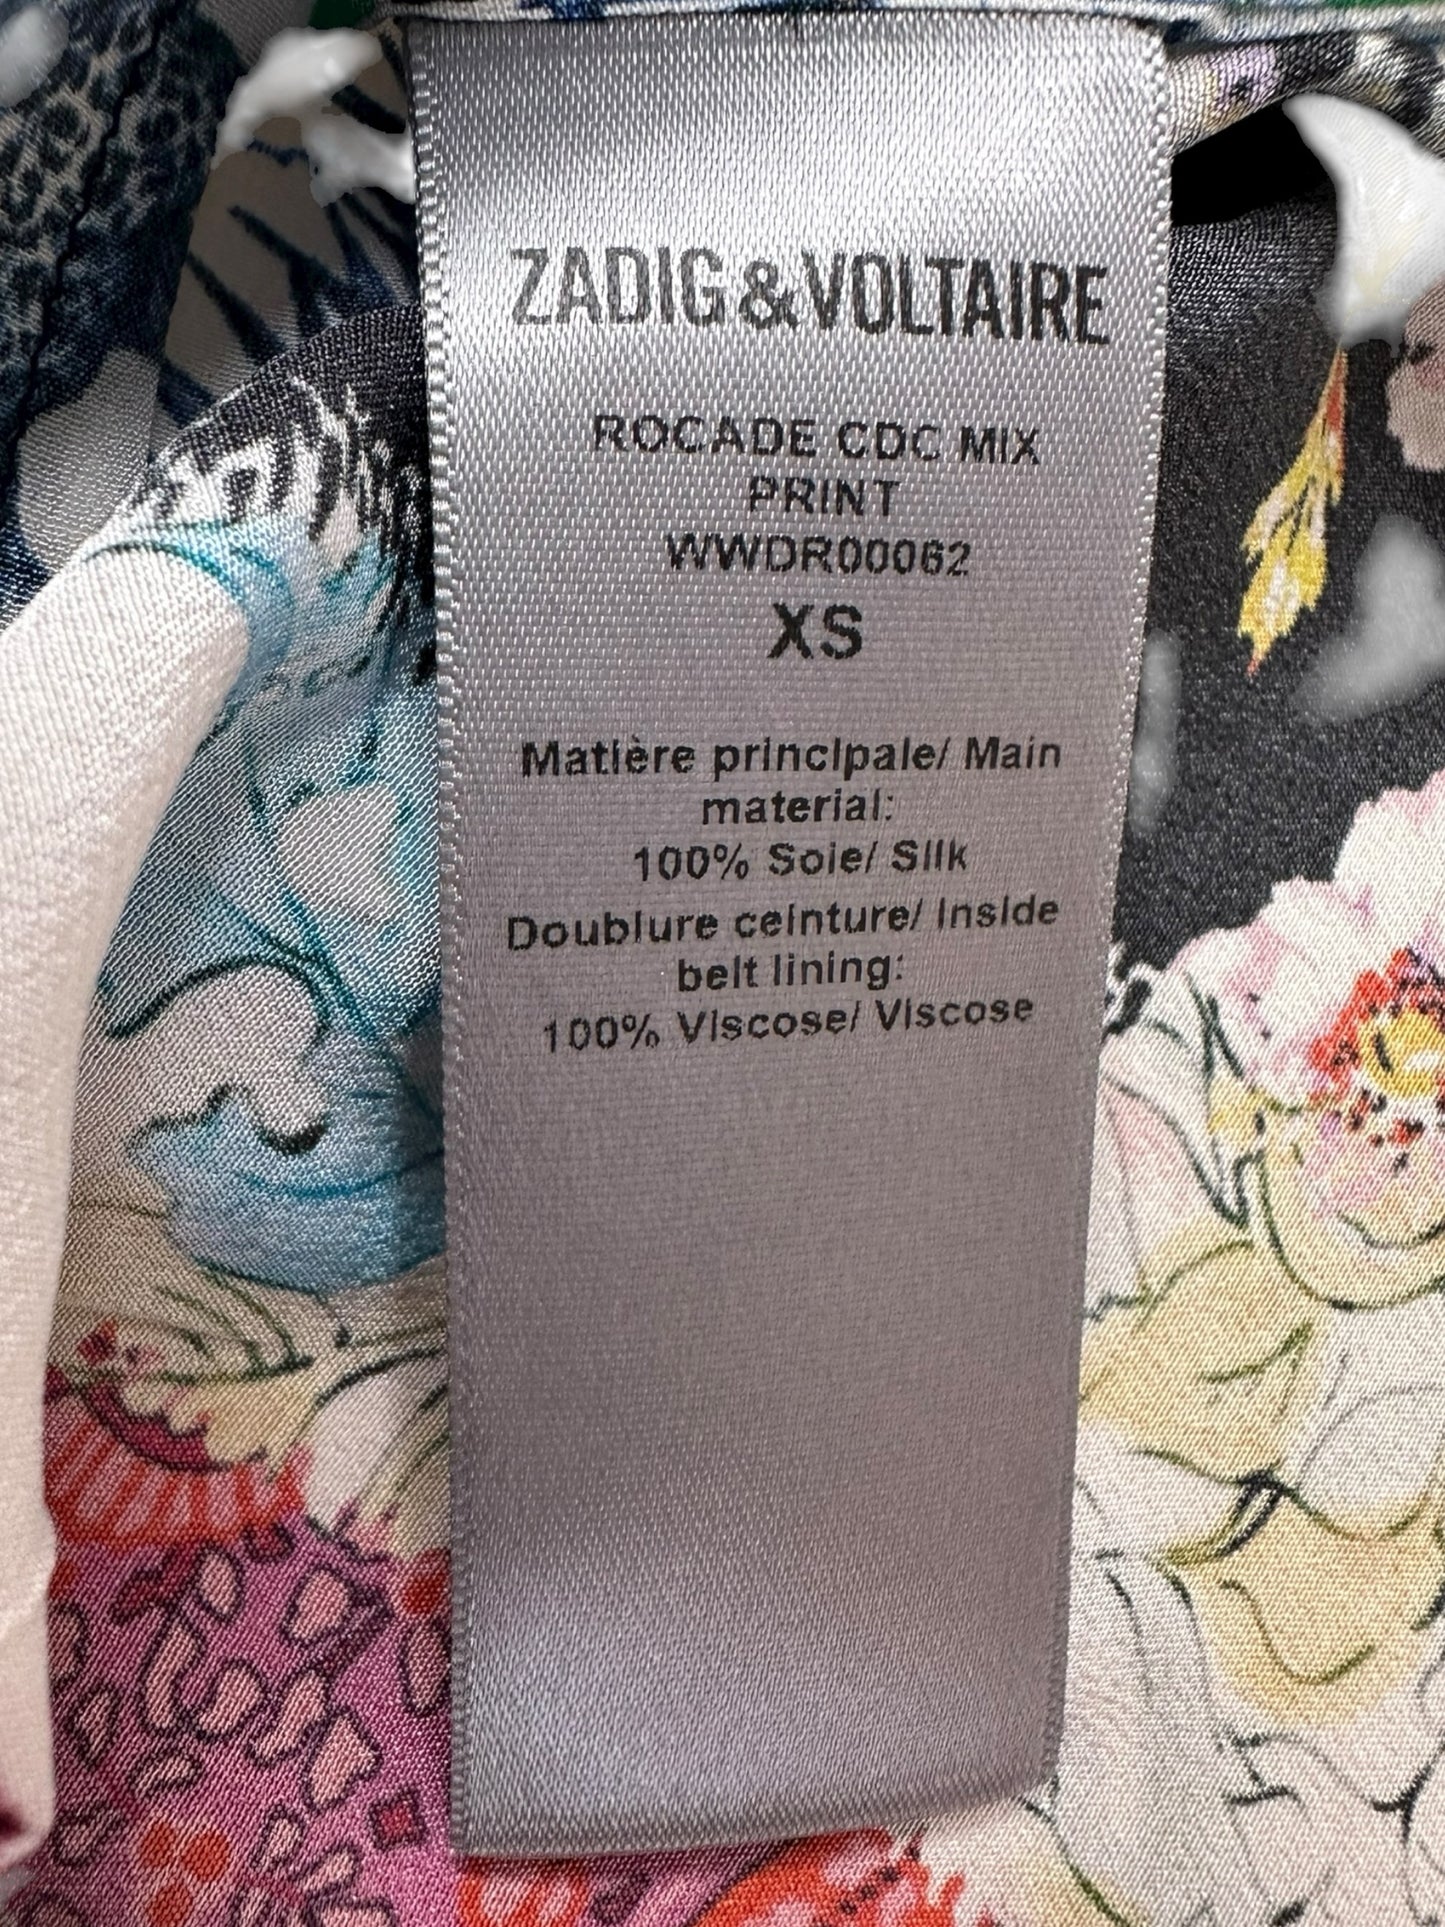 ZADIG&VOLTAIRE
ROCADE CDC MIX
PRINT
WWDR00062
XS
Matière principale/ Main
material:
100% Soie/ Silk
Doublure ceinture/ Inside
belt lining:
100% Viscose/ Viscose